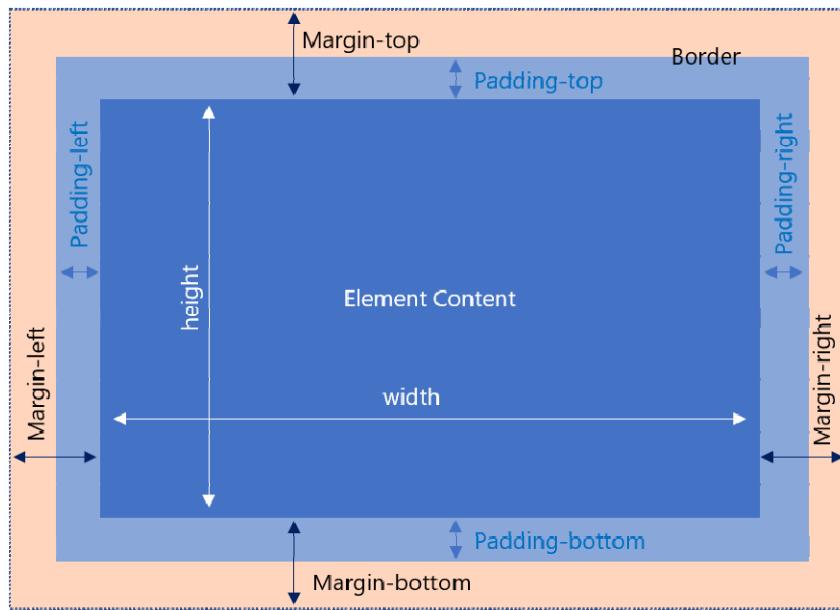 Margin-top
Border
Padding-top
Padding-left
Padding-right
height
Element Content
Margin-left
Margin-right
width
Padding-bottom
Margin-bottom